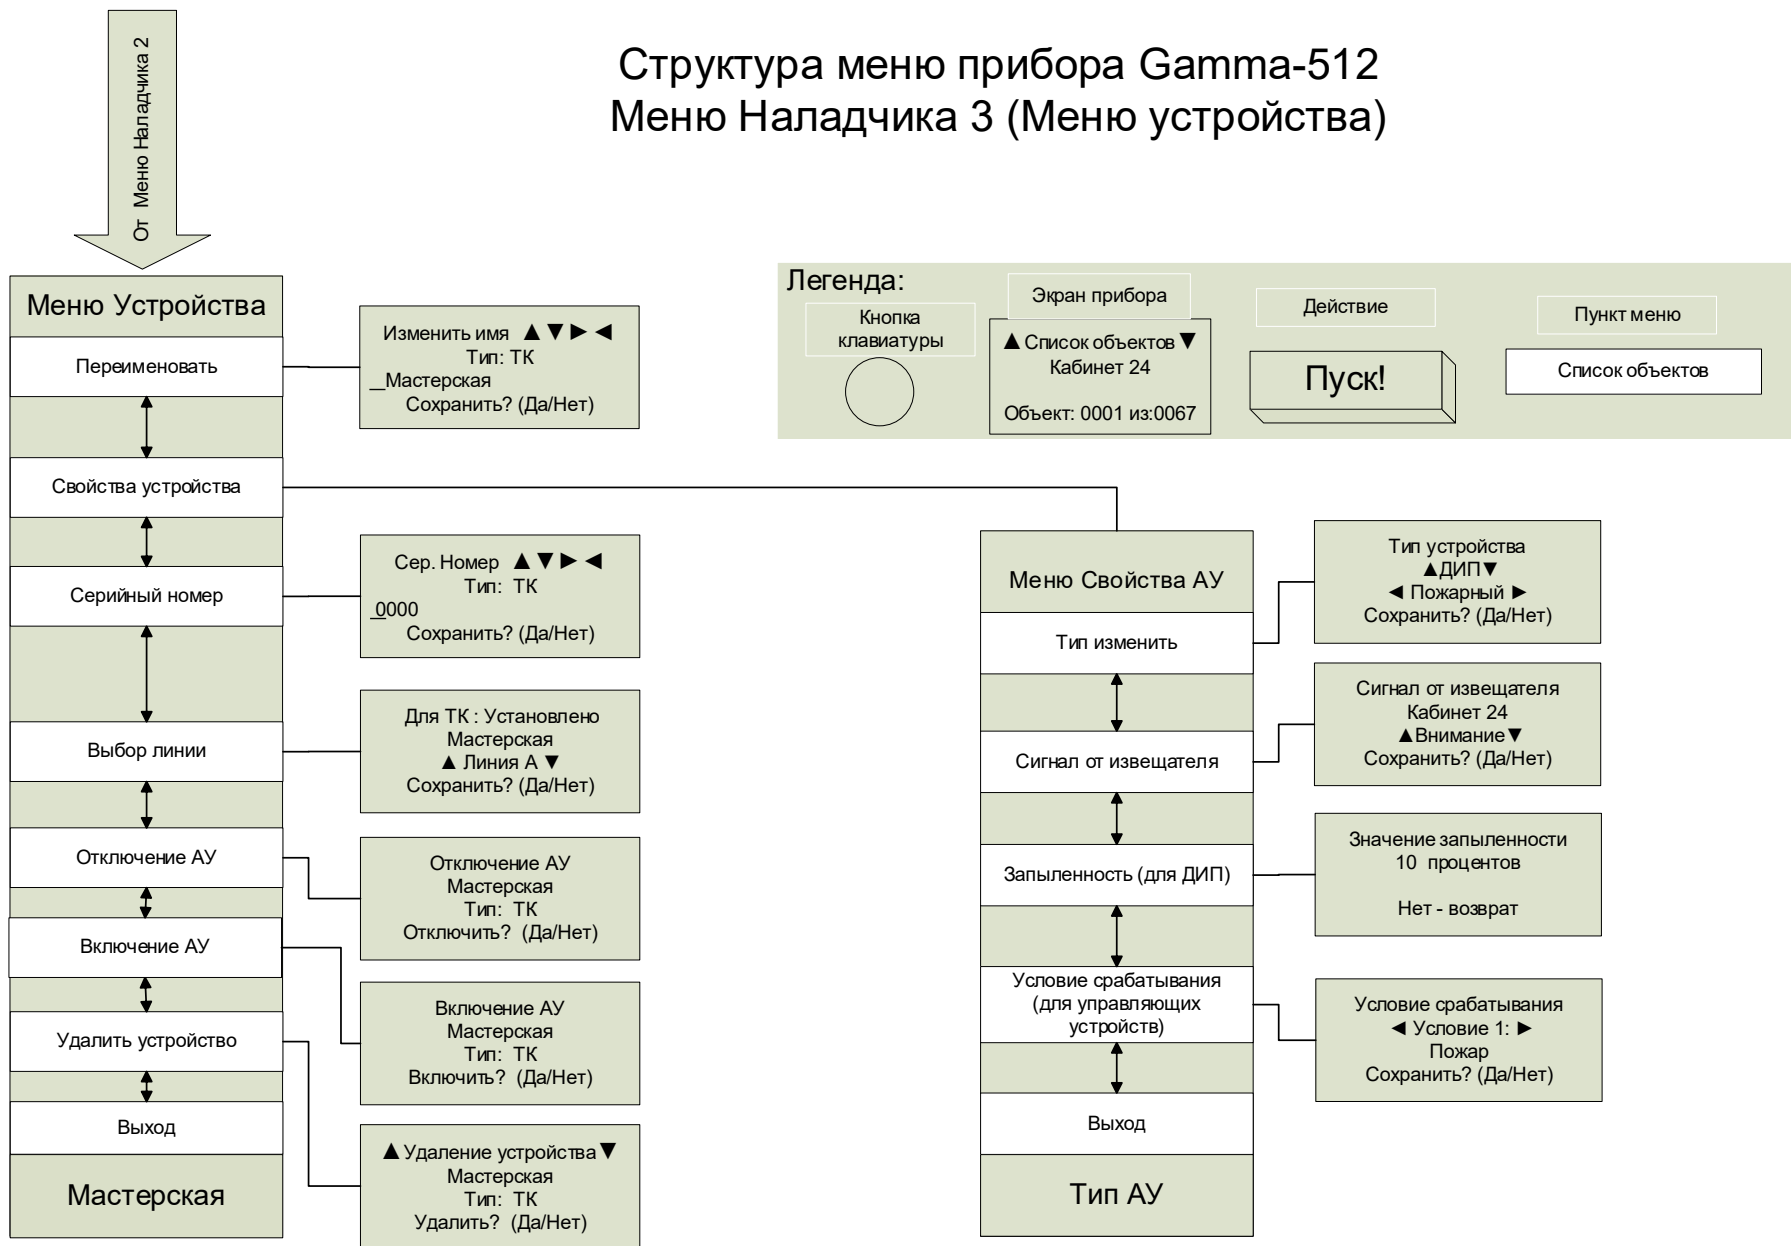 От Меню Наладчика 2
Структура меню прибора Gamma-512
Меню Наладчика 3 (Меню устройства)
Легенда:
Кнопка
клавиатуры
Экран прибора
▲Список объектов▼
Кабинет 24
Объект: 0001 из:0067
Действие
Пуск!
Пункт меню
Список объектов
Меню Устройства
Переименовать
Свойства устройства
Серийный номер
Выбор линии
Отключение АУ
Включение АУ
Удалить устройство
Выход
Мастерская
Изменить имя ▲▼►◄
Тип: ТК
_Мастерская
Сохранить? (Да/Нет)
Сер. Номер ▲▼►◄
Тип: ТК
_0000
Сохранить? (Да/Нет)
Для ТК : Установлено
Мастерская
▲ Линия А ▼
Сохранить? (Да/Нет)
Отключение АУ
Мастерская
Тип: ТК
Отключить? (Да/Нет)
Включение АУ
Мастерская
Тип: ТК
Включить? (Да/Нет)
▲Удаление устройства▼
Мастерская
Тип: ТК
Удалить? (Да/Нет)
Меню Свойства АУ
Тип изменить
Сигнал от извещателя
Запыленность (для ДИП)
Условие срабатывания
(для управляющих
устройств)
Выход
Тип АУ
Тип устройства
▲ДИП▼
◄ Пожарный ►
Сохранить? (Да/Нет)
Сигнал от извещателя
Кабинет 24
▲Внимание▼
Сохранить? (Да/Нет)
Значение запыленности
10 процентов
Нет - возврат
Условие срабатывания
◄ Условие 1: ►
Пожар
Сохранить? (Да/Нет)